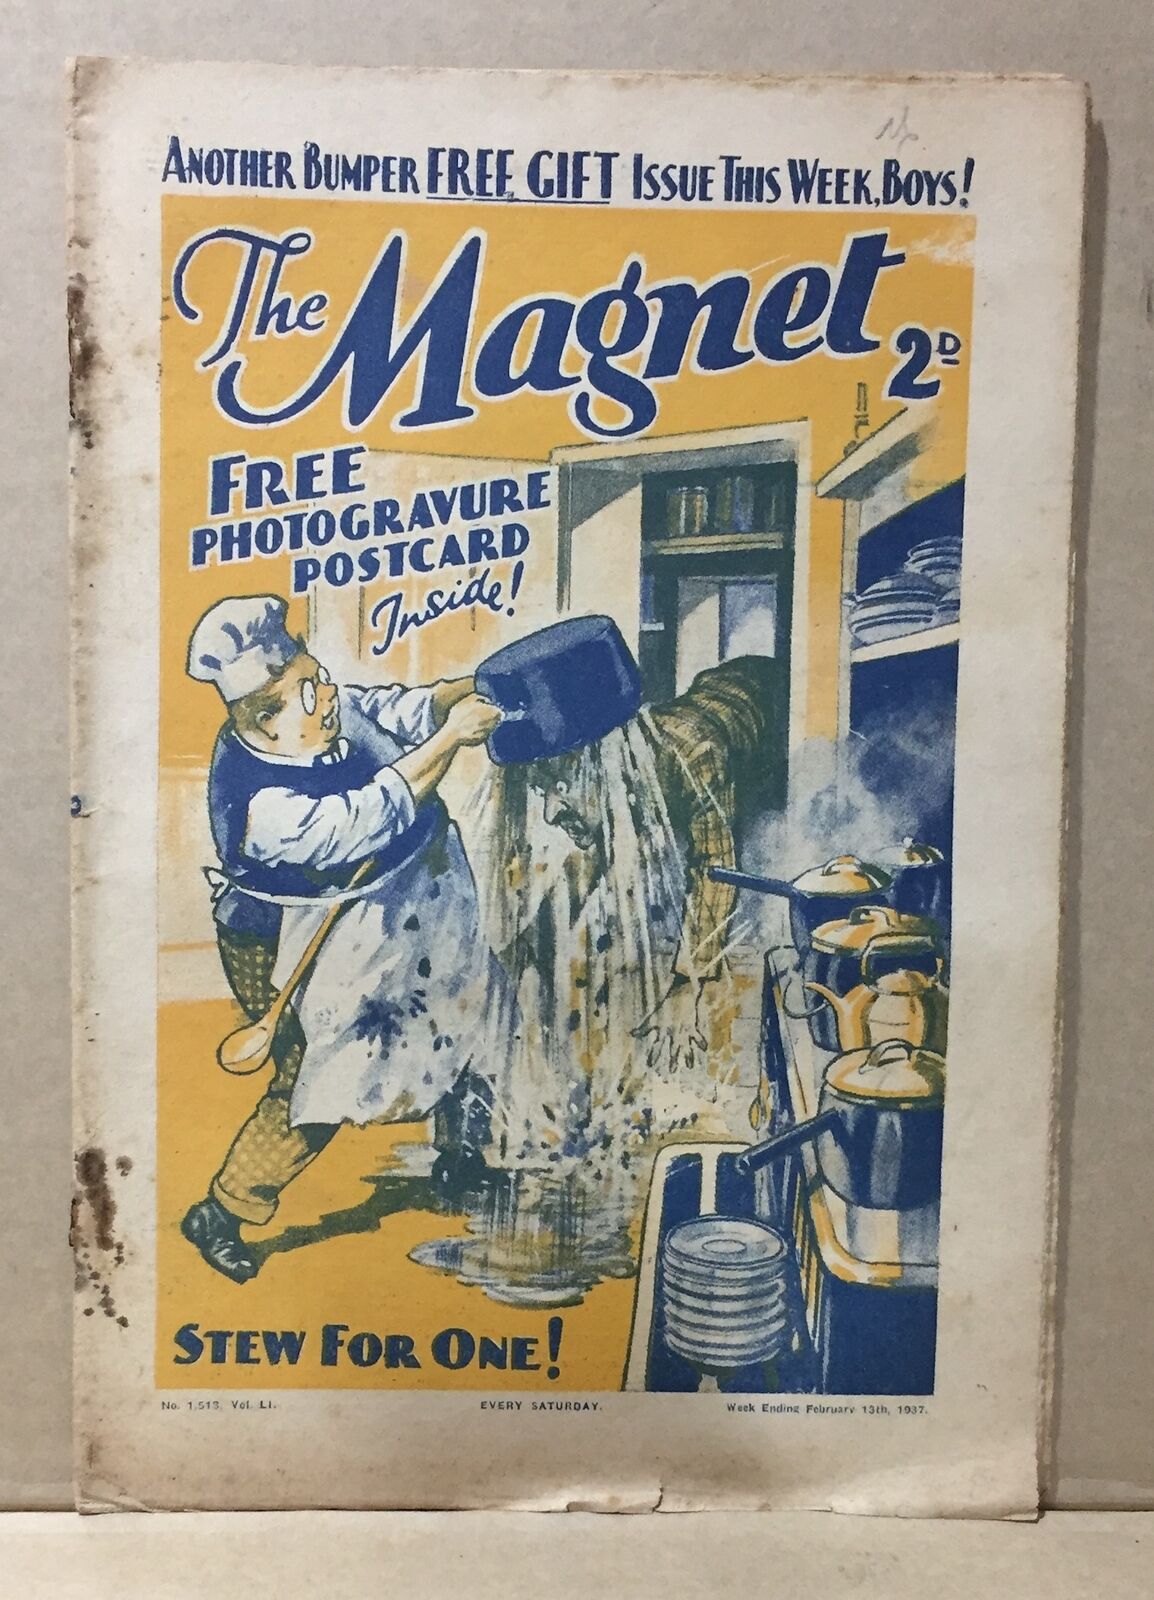 ANOTHER BUMPER FREE GIFT ISSUE THIS WEEK, BOYS!
The Magnet 2D
FREE
PHOTOGRAVURE
POSTCARD
Inside!
STEW FOR ONE!
No. 1,513. Vol. LI. EVERY SATURDAY. Week Ending February 13th, 1937.